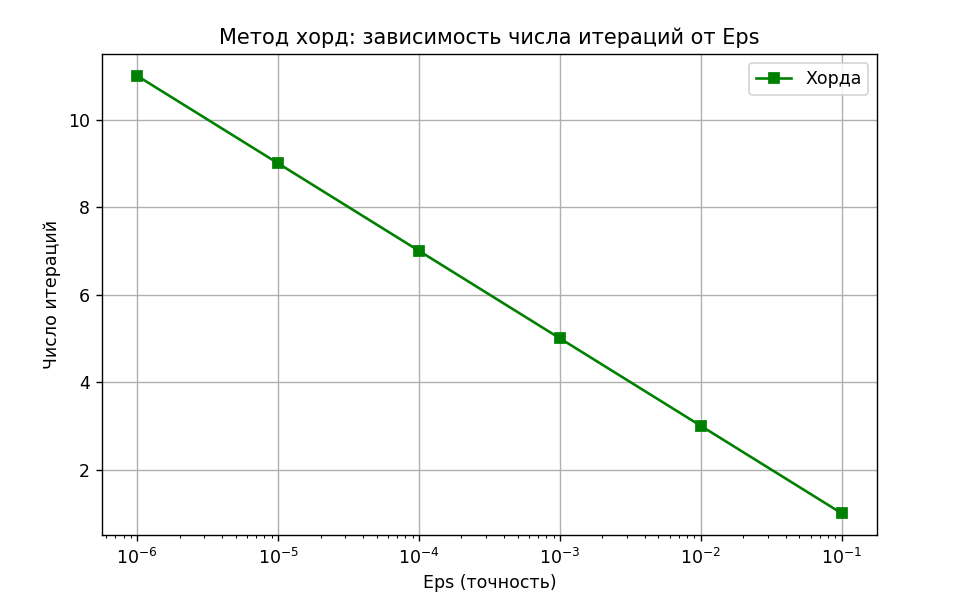 Метод хорд: зависимость числа итераций от Eps
Хорда
Число итераций
10
8
6
4
2
10⁻⁶ 10⁻⁵ 10⁻⁴ 10⁻³ 10⁻² 10⁻¹
Eps (точность)